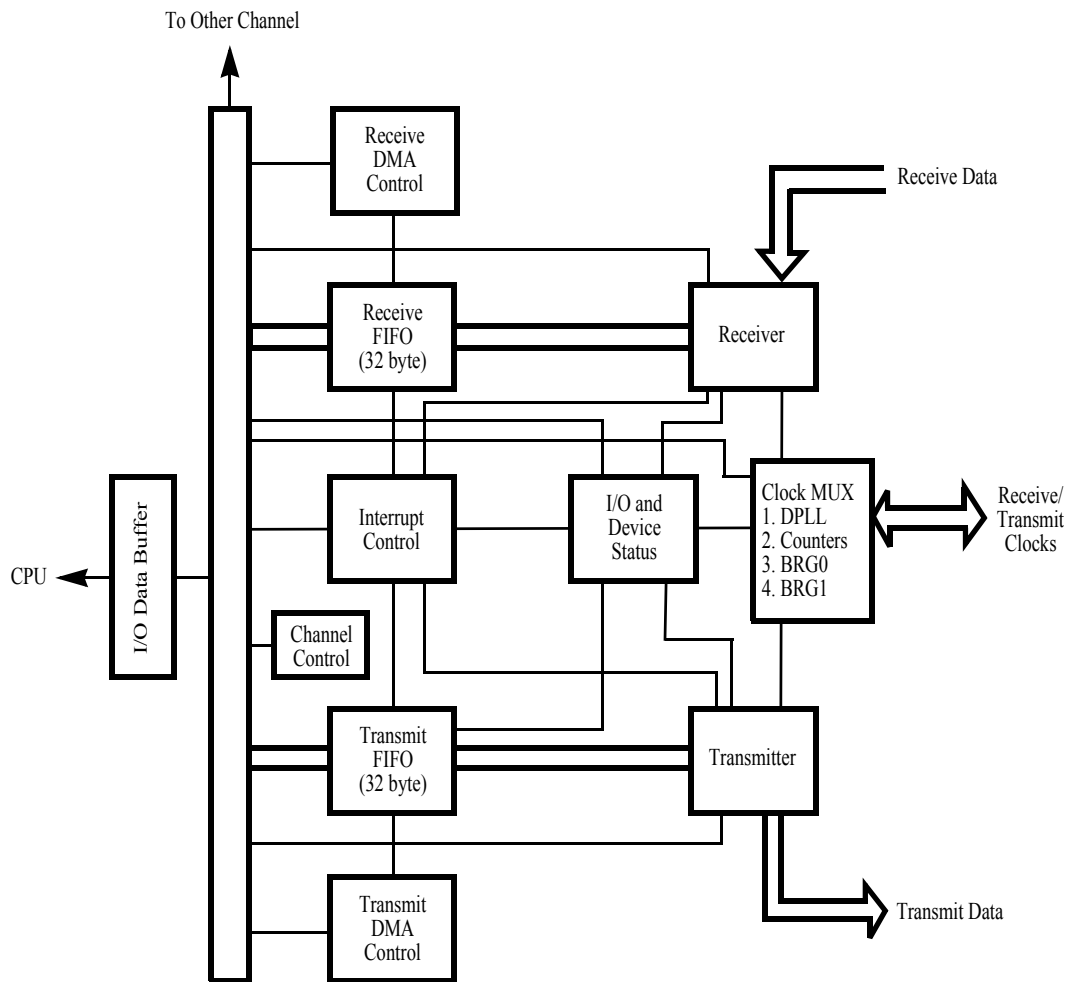 To Other Channel
Receive
DMA
Control
Receive Data
Receive
FIFO
(32 byte)
Receiver
I/O Data Buffer
CPU
Interrupt
Control
I/O and
Device
Status
Clock MUX
1. DPLL
2. Counters
3. BRG0
4. BRG1
Receive/
Transmit
Clocks
Channel
Control
Transmit
FIFO
(32 byte)
Transmitter
Transmit
DMA
Control
Transmit Data